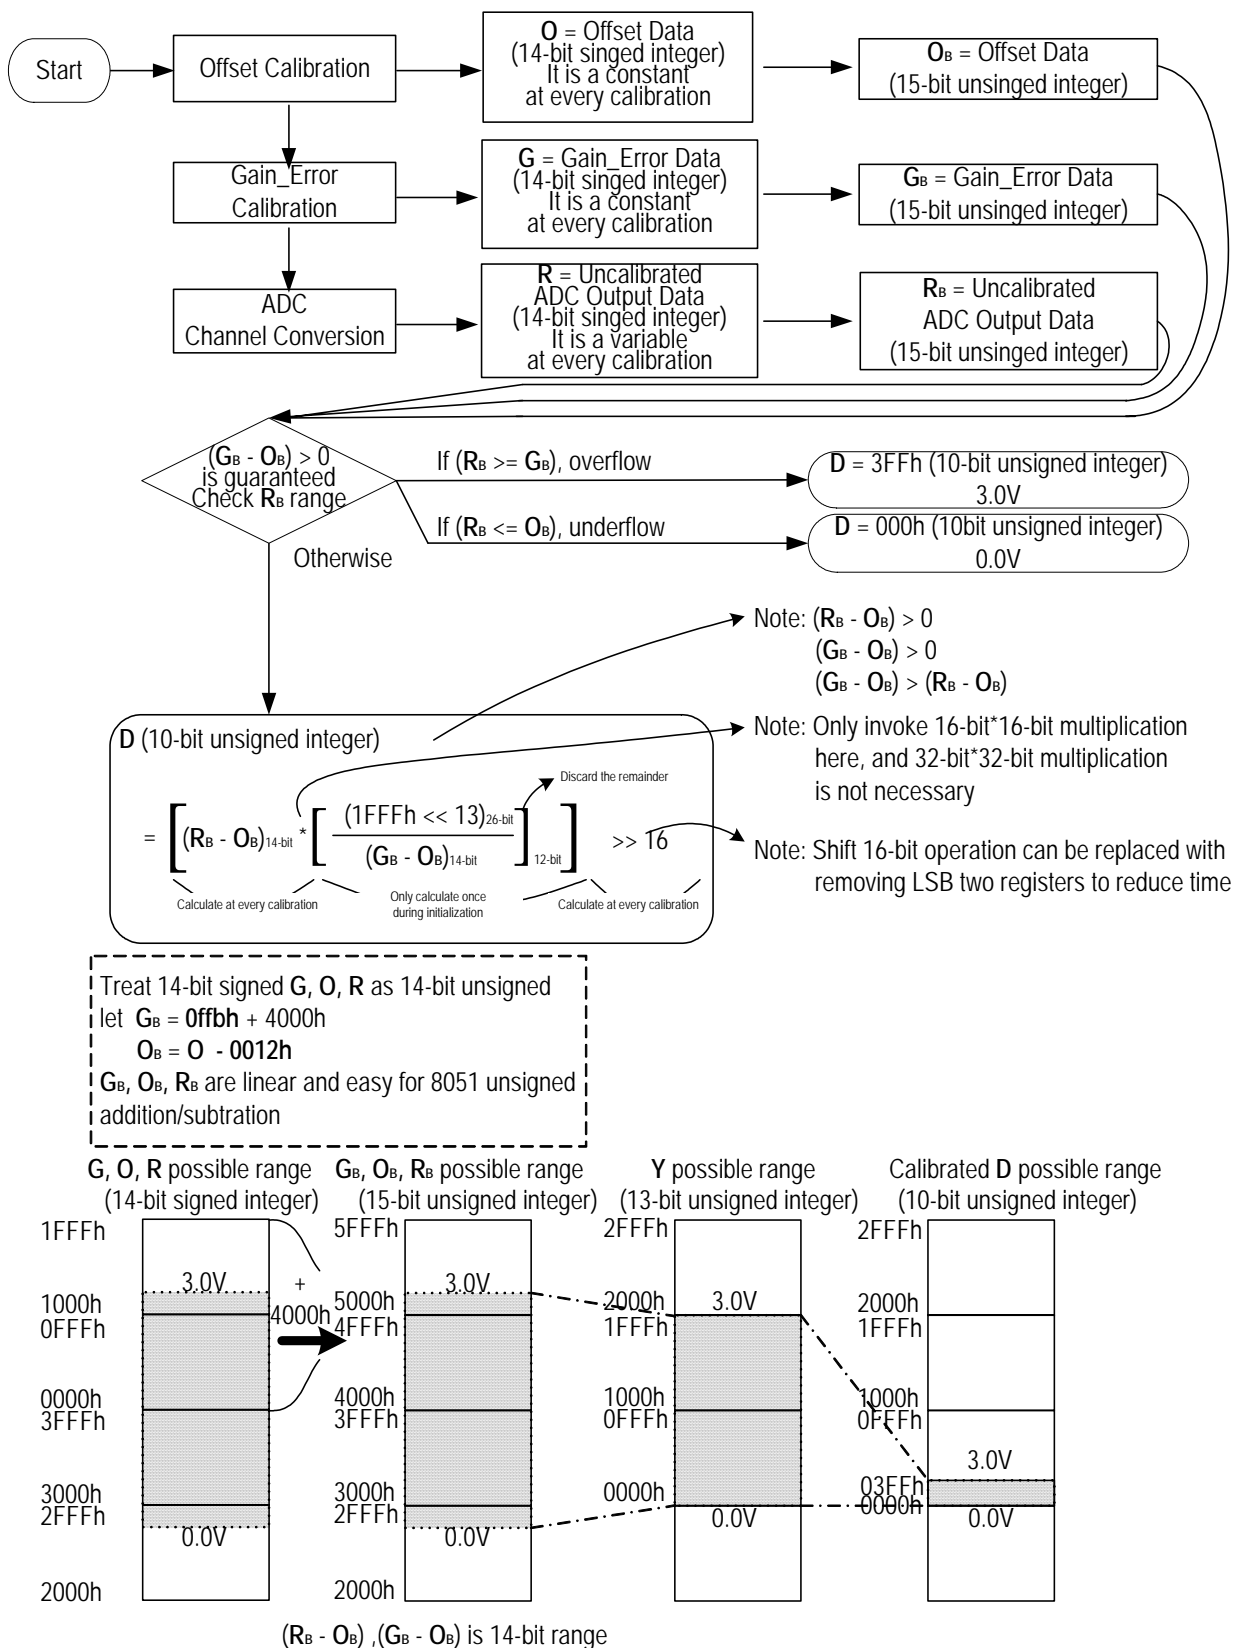 Start
Offset Calibration
O = Offset Data
(14-bit singed integer)
It is a constant
at every calibration
OB = Offset Data
(15-bit unsinged integer)
Gain_Error
Calibration
G = Gain_Error Data
(14-bit singed integer)
It is a constant
at every calibration
GB = Gain_Error Data
(15-bit unsinged integer)
ADC
Channel Conversion
R = Uncalibrated
ADC Output Data
(14-bit singed integer)
It is a variable
at every calibration
RB = Uncalibrated
ADC Output Data
(15-bit unsinged integer)
(GB - OB) > 0
is guaranteed
Check RB range
If (RB >= GB), overflow
D = 3FFh (10-bit unsigned integer)
3.0V
If (RB <= OB), underflow
D = 000h (10bit unsigned integer)
0.0V
Otherwise
Note: (RB - OB) > 0
(GB - OB) > 0
(GB - OB) > (RB - OB)
Note: Only invoke 16-bit*16-bit multiplication
here, and 32-bit*32-bit multiplication
is not necessary
Note: Shift 16-bit operation can be replaced with
removing LSB two registers to reduce time
D (10-bit unsigned integer)
Discard the remainder
= [(RB - OB)14-bit * [(1FFFh << 13)26-bit
(GB - OB)14-bit ]12-bit ] >> 16
Calculate at every calibration
Only calculate once
during initialization
Calculate at every calibration
Treat 14-bit signed G, O, R as 14-bit unsigned
let GB = 0ffbh + 4000h
OB = O - 0012h
GB, OB, RB are linear and easy for 8051 unsigned
addition/subtration
G, O, R possible range
(14-bit signed integer)
1FFFh
3.0V
1000h
0FFFh
0000h
3FFFh
3000h
2FFFh
0.0V
2000h
+
4000h
GB, OB, RB possible range
(15-bit unsigned integer)
5FFFh
3.0V
5000h
4FFFh
4000h
3FFFh
3000h
2FFFh
0.0V
2000h
Y possible range
(13-bit unsigned integer)
2FFFh
2000h
3.0V
1FFFh
1000h
0FFFh
0000h
0.0V
Calibrated D possible range
(10-bit unsigned integer)
2FFFh
2000h
1FFFh
1000h
0FFFh
3.0V
03FFh
0000h
0.0V
(RB - OB) ,(GB - OB) is 14-bit range